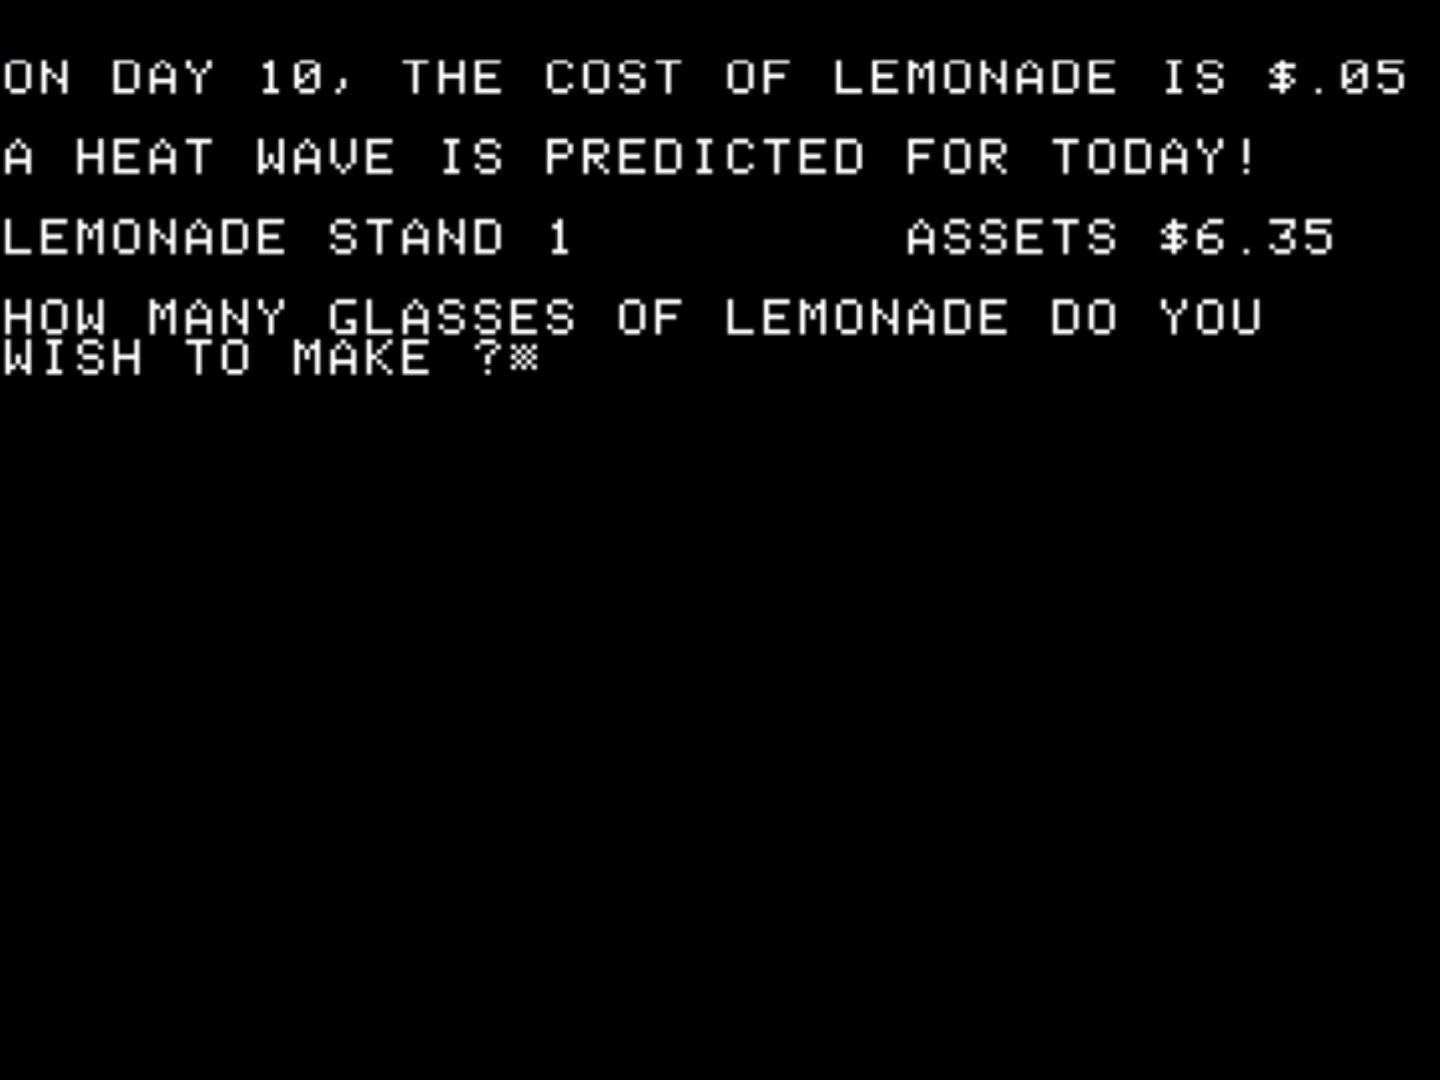 ON DAY 10, THE COST OF LEMONADE IS $.05
A HEAT WAVE IS PREDICTED FOR TODAY!
LEMONADE STAND 1 ASSETS $6.35
HOW MANY GLASSES OF LEMONADE DO YOU
WISH TO MAKE ?